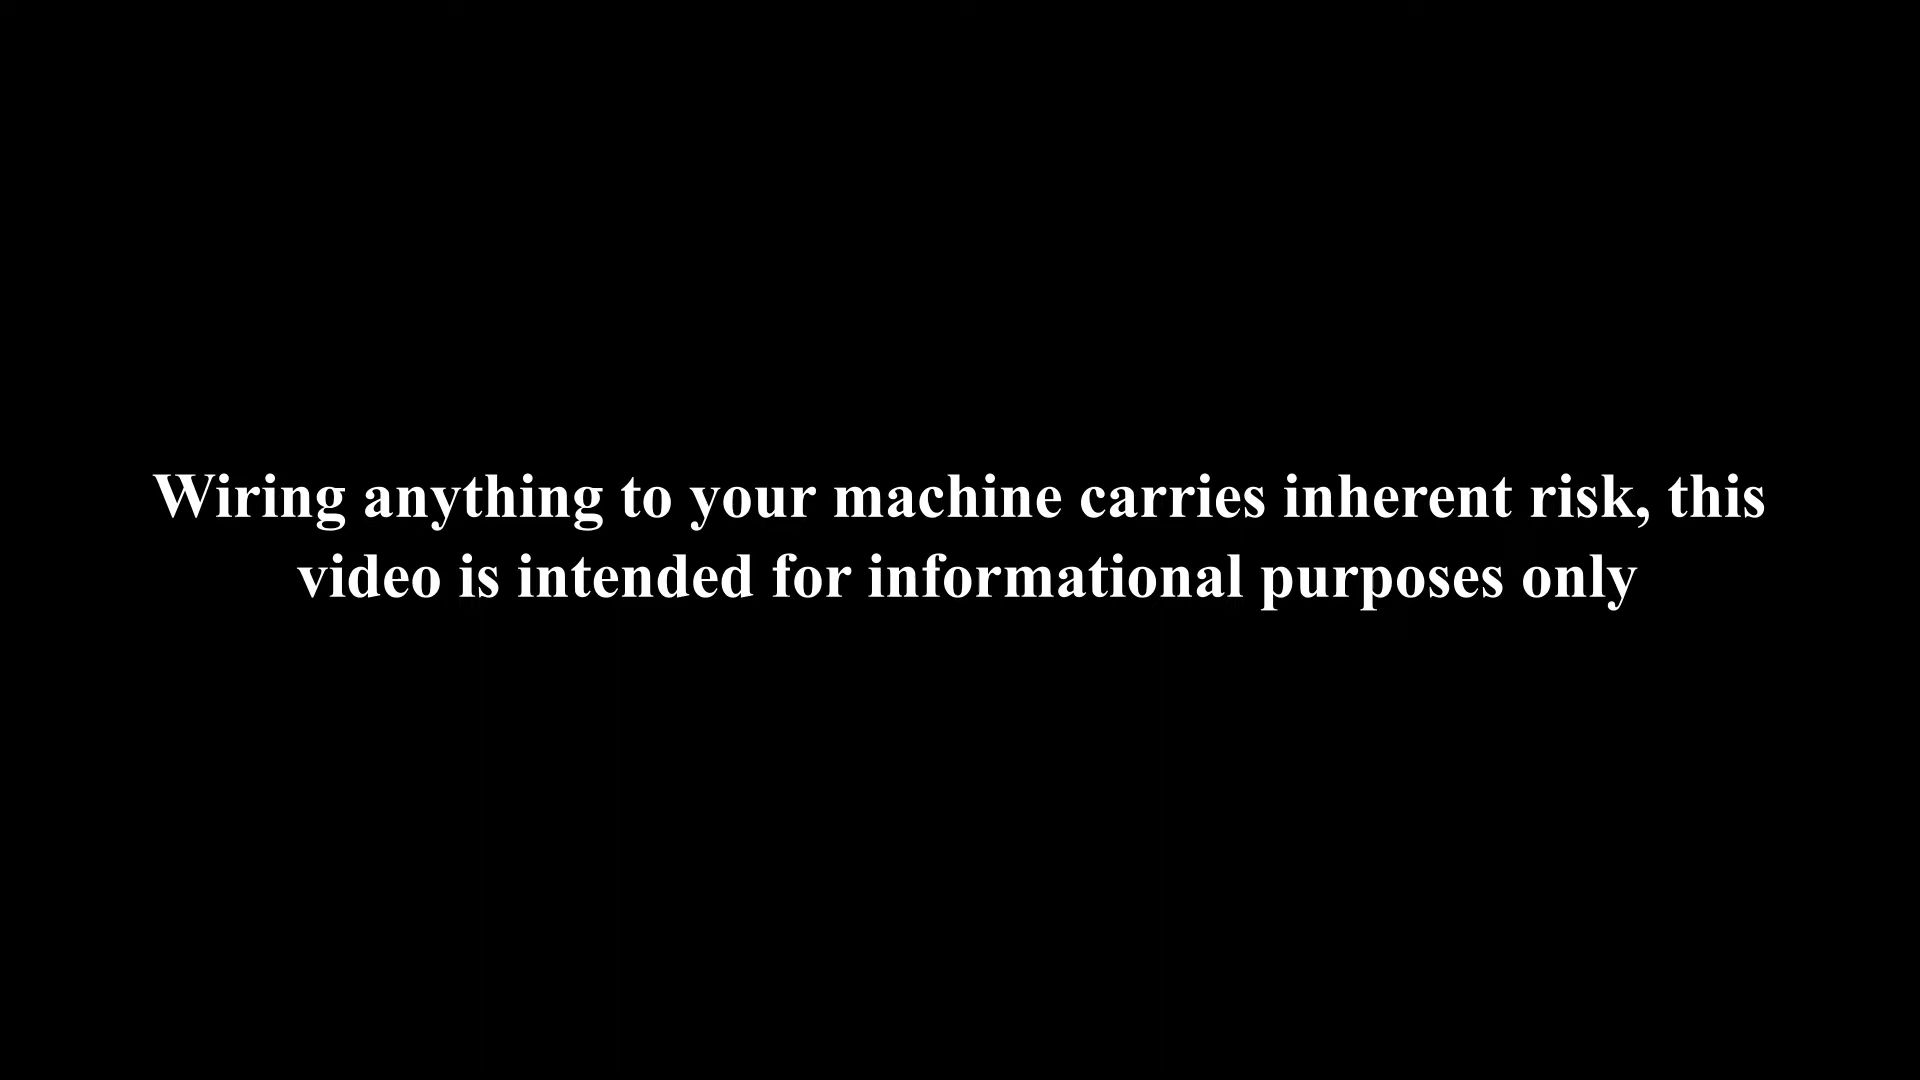 Wiring anything to your machine carries inherent risk, this
video is intended for informational purposes only